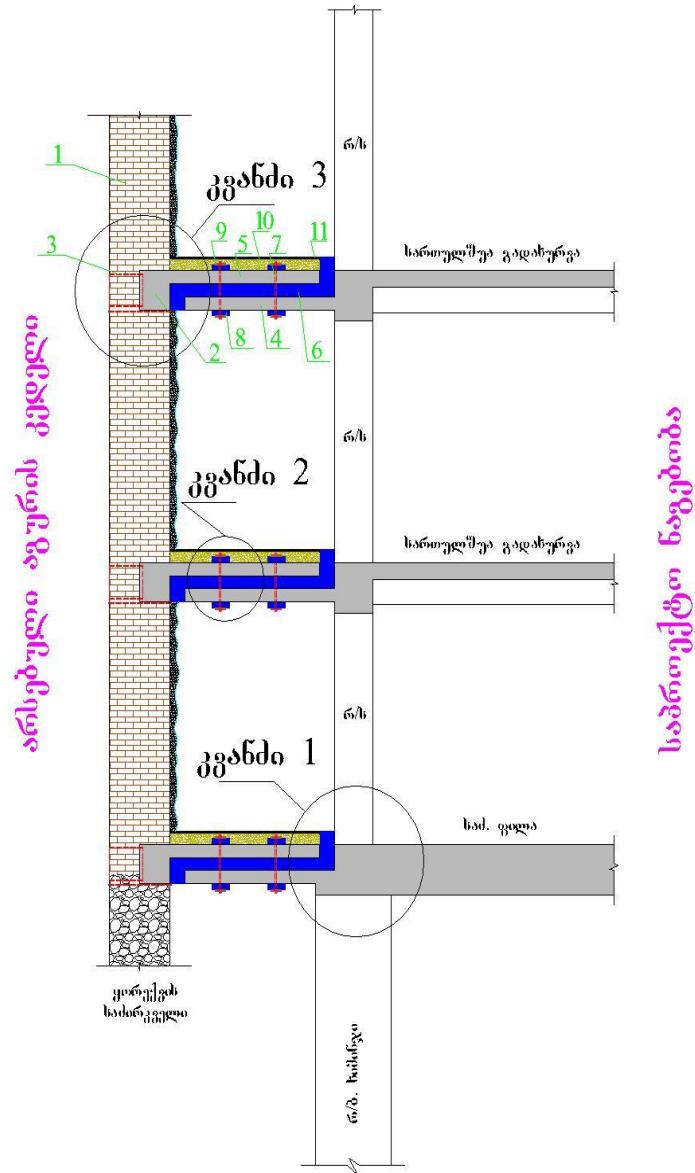 რ/ს
1
კვანძი 3
3
9
10
5
7
11
სართულშუა გადახურვა
2
8
4
6
არსებული აგურის კედელი
საპროექტო ნაგებობა
რ/ს
კვანძი 2
სართულშუა გადახურვა
რ/ს
კვანძი 1
საძ. ფილა
ყორექვის
საძირკველი
რ/ბ. ხიმინჯი